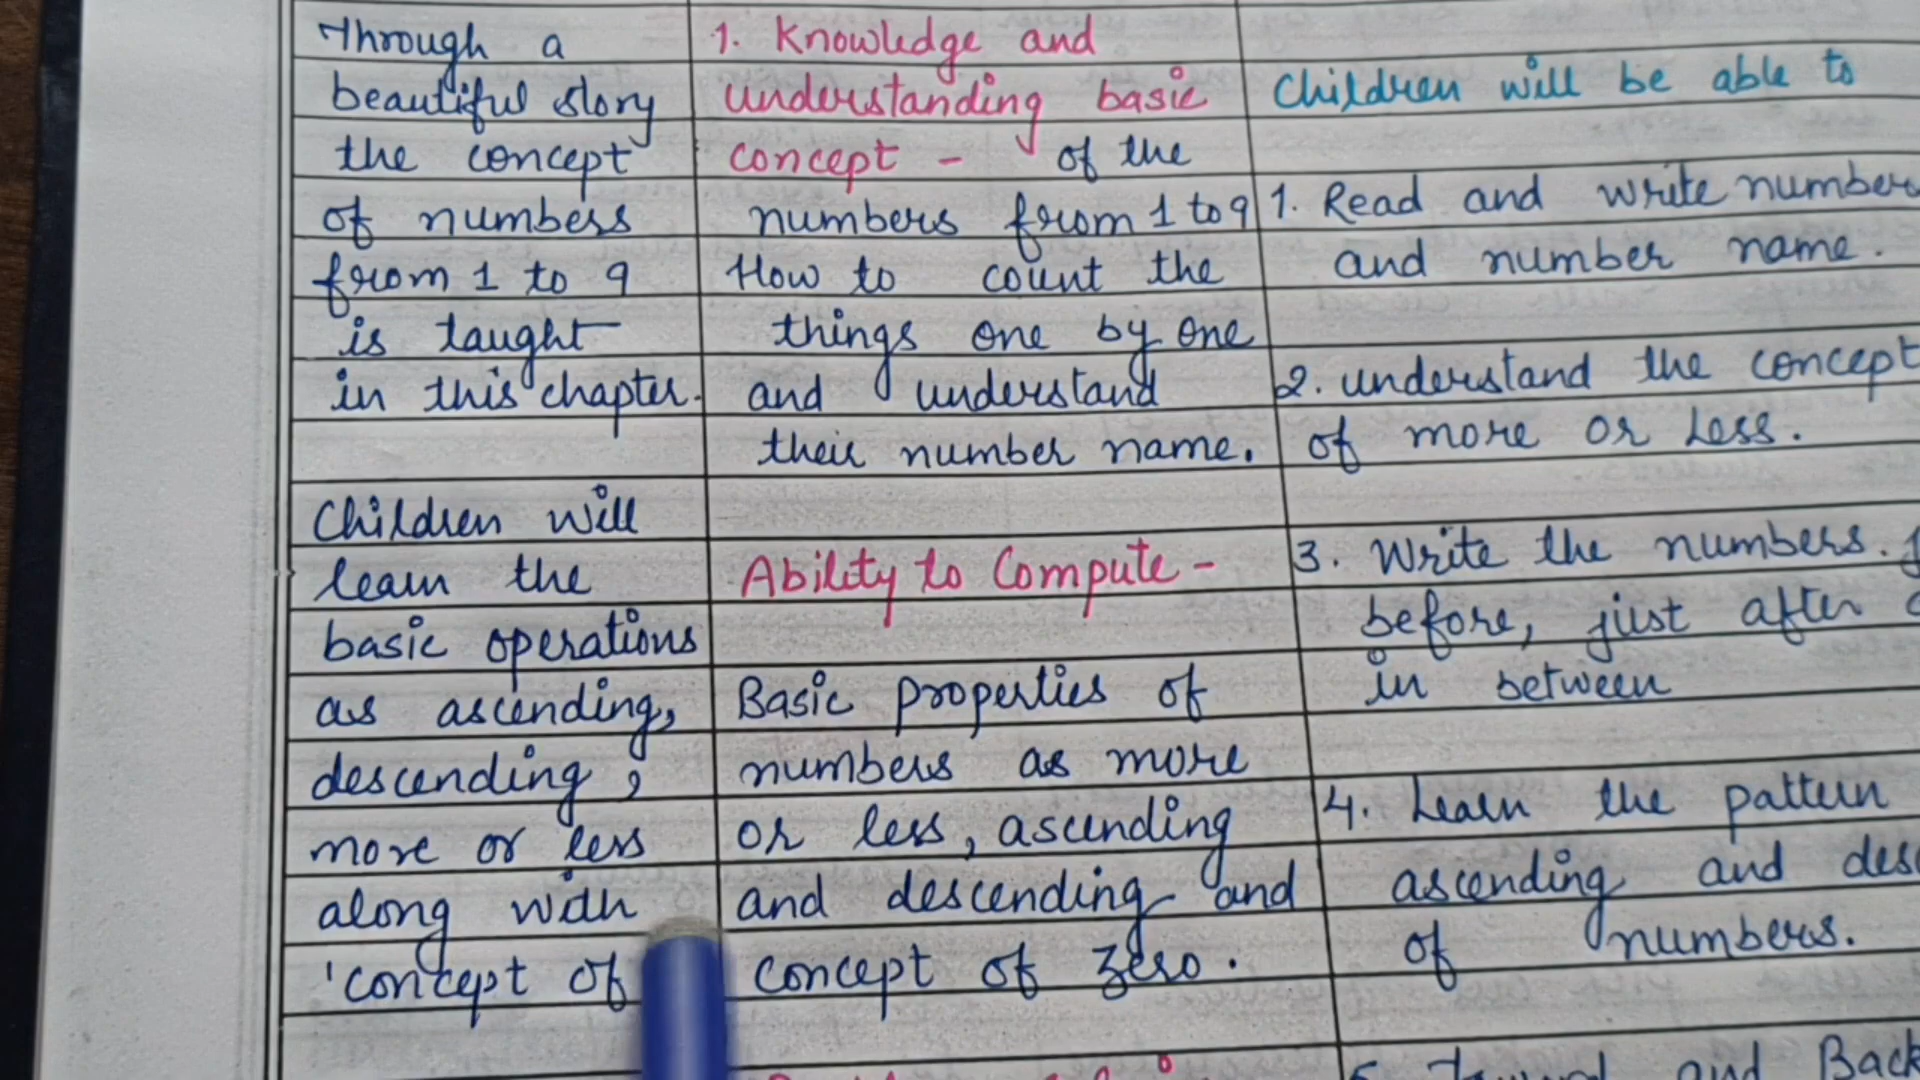 Through a
beautiful story
the concept
of numbers
from 1 to 9
is taught
in this chapter.
Children will
learn the
basic operations
as ascending,
descending,
more or less
along with
'concept of
1. Knowledge and
understanding basic
concept - of the
numbers from 1 to 9
How to count the
things one by one
and understand
their number name.
Ability to Compute -
Basic properties of
numbers as more
or less, ascending
and descending and
concept of zero.
Children will be able to
1. Read and write number
and number name.
2. understand the concept
of more or less.
3. Write the numbers.
before, just after
in between
4. Learn the pattern
ascending and des
of numbers.
5. and Back